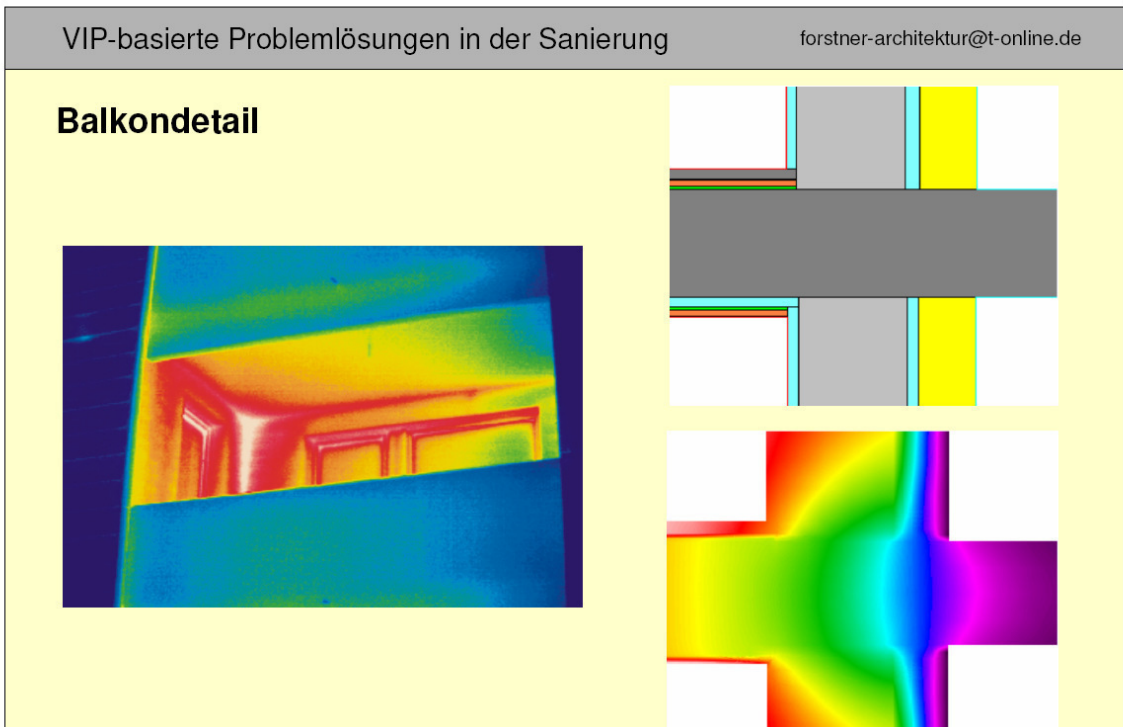 VIP-basierte Problemlösungen in der Sanierung
forstner-architektur@t-online.de
Balkondetail